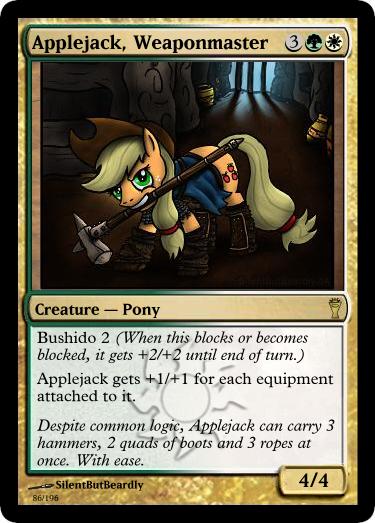 Applejack, Weaponmaster 3
Creature — Pony
Bushido 2 (When this blocks or becomes
blocked, it gets +2/+2 until end of turn.)
Applejack gets +1/+1 for each equipment
attached to it.
Despite common logic, Applejack can carry 3
hammers, 2 quads of boots and 3 ropes at
once. With ease.
4/4
SilentButBeardly
86/196